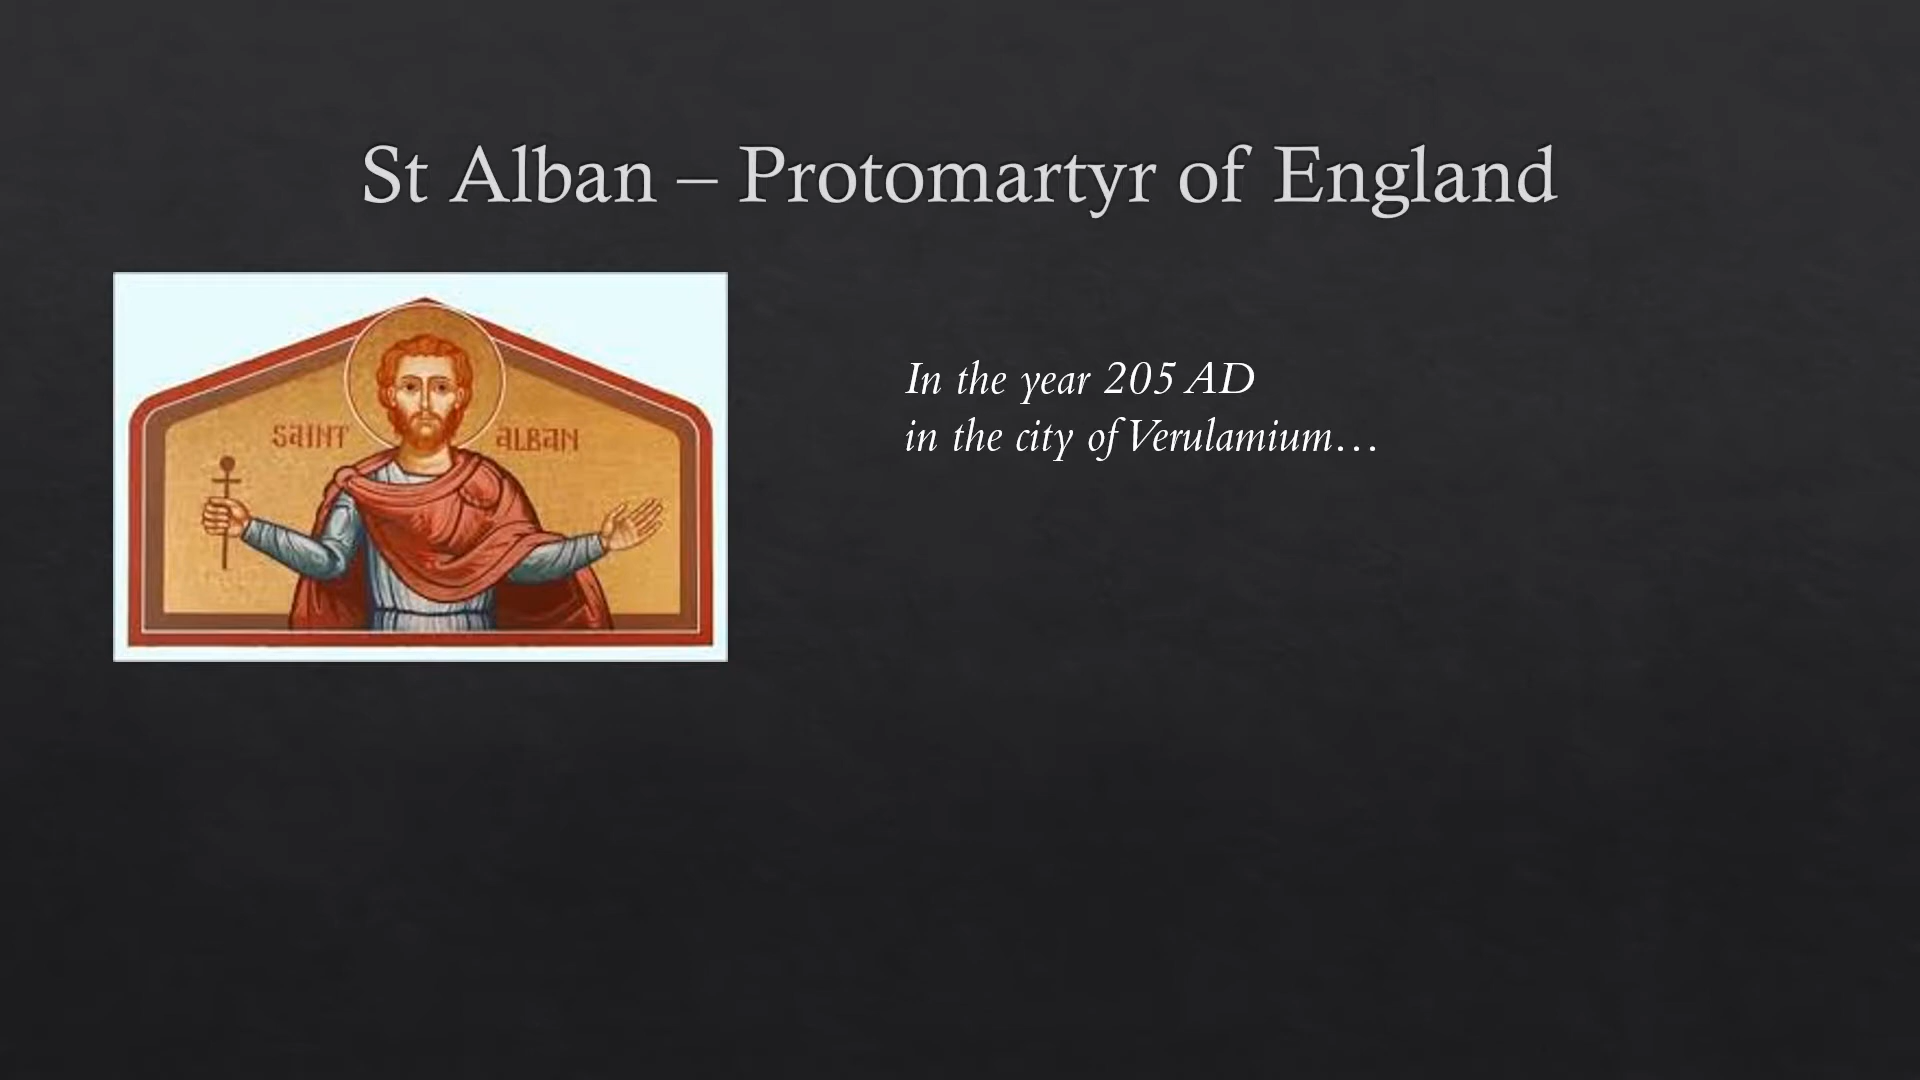 St Alban – Protomartyr of England
SAINT ALBAN
In the year 205 AD
in the city of Verulamium…